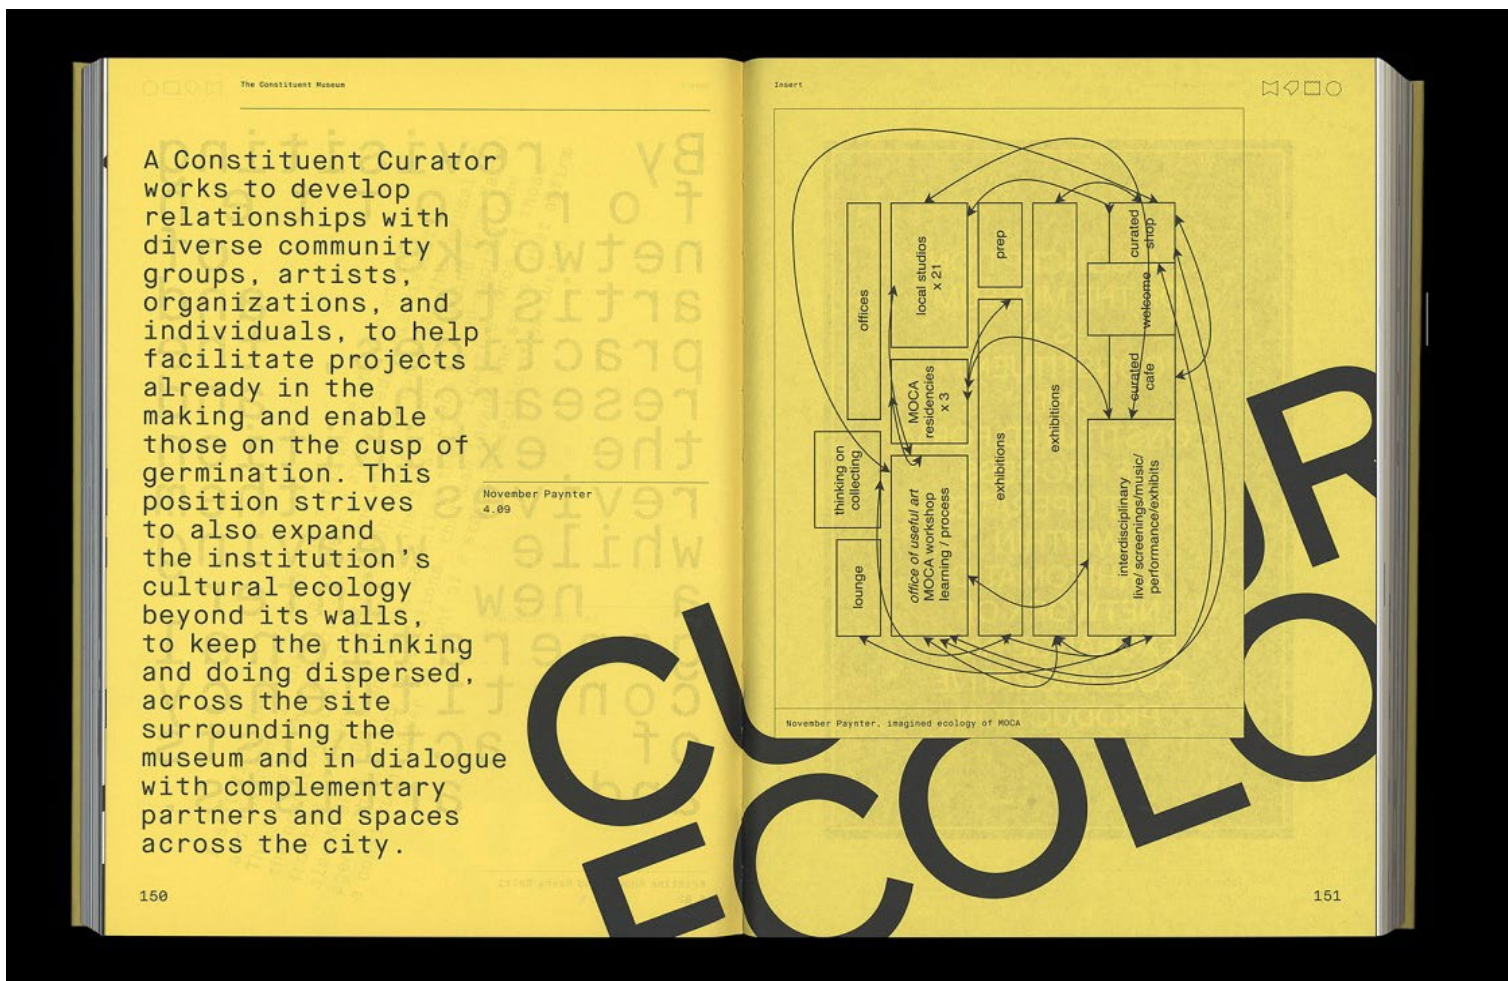 The Constituent Museum
A Constituent Curator
works to develop
relationships with
diverse community
groups, artists,
organizations, and
individuals, to help
facilitate projects
already in the
making and enable
those on the cusp of
germination. This
position strives
to also expand
the institution's
cultural ecology
beyond its walls,
to keep the thinking
and doing dispersed,
across the site
surrounding the
museum and in dialogue
with complementary
partners and spaces
across the city.
November Paynter
4.09
150
Insert
offices
local studios
x 21
prep
curated
shop
welcome
curated
cafe
MOCA
residencies
x 3
exhibitions
exhibitions
thinking on
collecting
lounge
office of useful art
MOCA workshop
learning / process
interdisciplinary
live/ screenings/music/
performance/exhibits
November Paynter, imagined ecology of MOCA
ECOLO
151